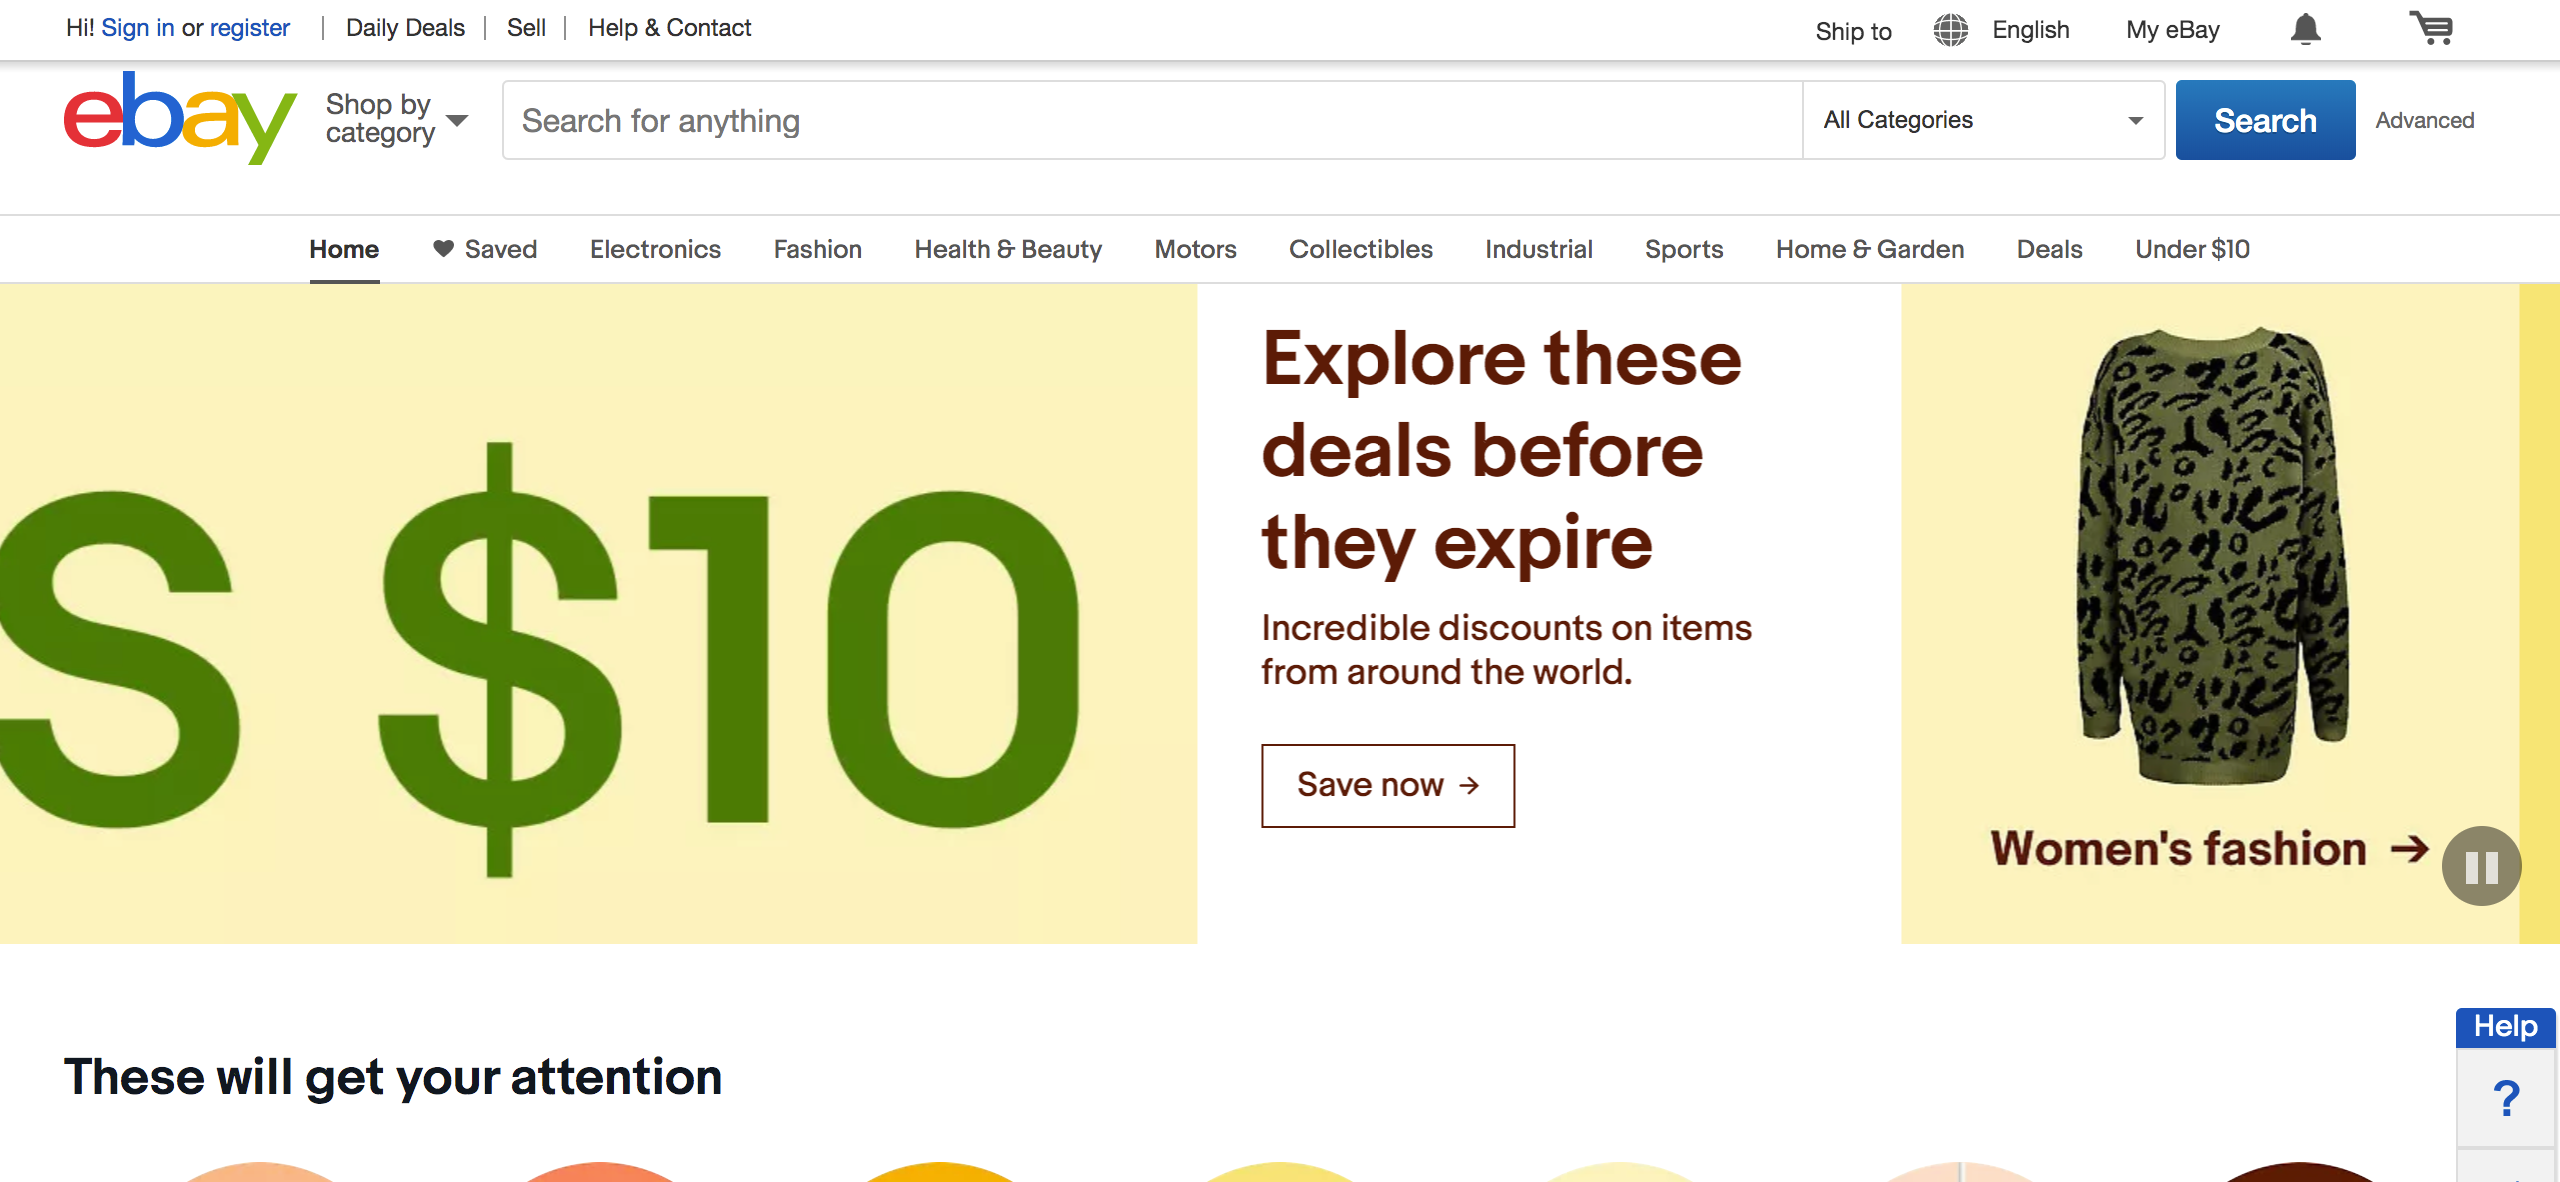 Hi! Sign in or register | Daily Deals | Sell | Help & Contact
Ship to English My eBay
ebay
Shop by
category
Search for anything
All Categories
Search
Advanced
Home Saved Electronics Fashion Health & Beauty Motors Collectibles Industrial Sports Home & Garden Deals Under $10
S $10
Explore these
deals before
they expire
Incredible discounts on items
from around the world.
Save now →
Women's fashion →
These will get your attention
Help
?